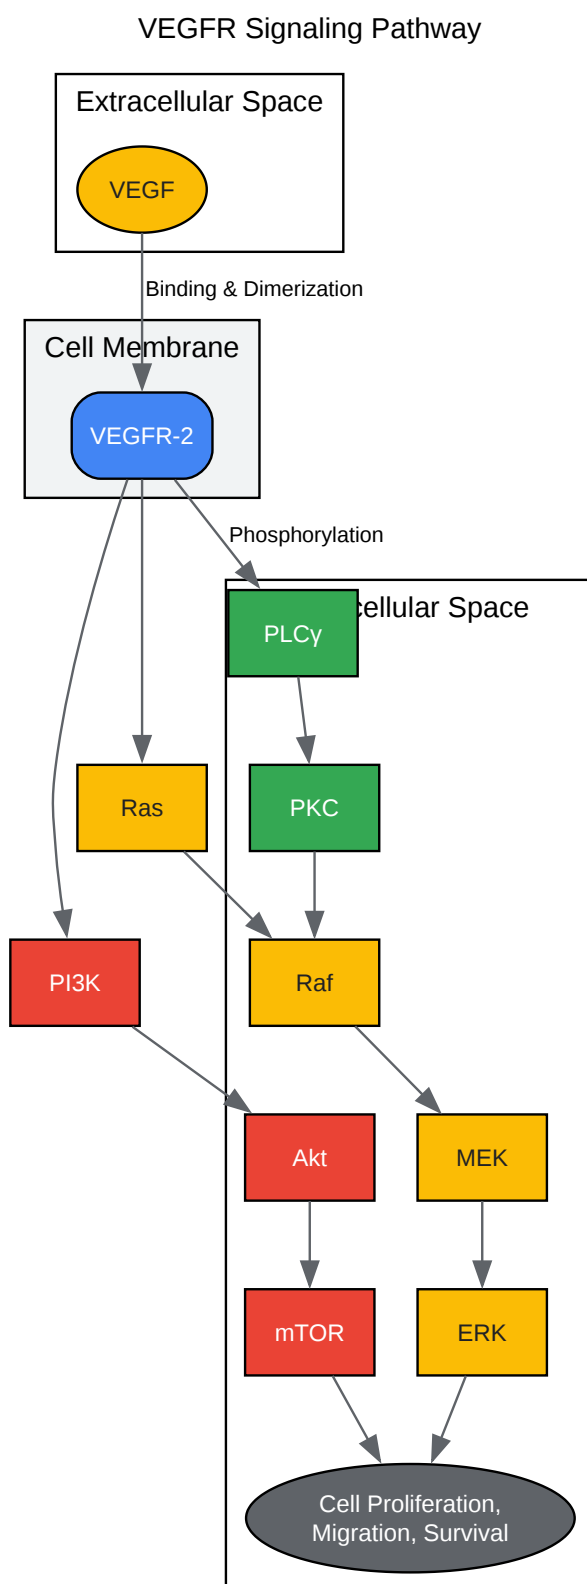 VEGFR Signaling Pathway
Extracellular Space
VEGF
Binding & Dimerization
Cell Membrane
VEGFR-2
Phosphorylation
cellular Space
PLCγ
Ras
PKC
PI3K
Raf
Akt
MEK
mTOR
ERK
Cell Proliferation,
Migration, Survival